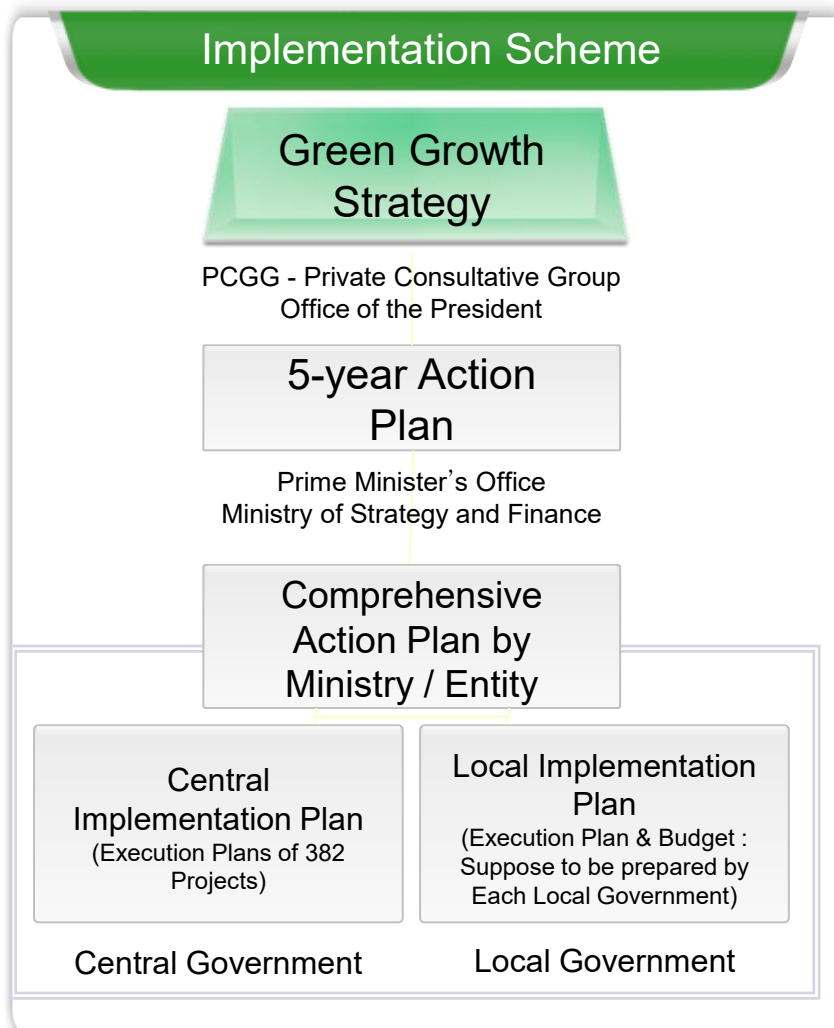 Implementation Scheme
Green Growth
Strategy
PCGG - Private Consultative Group
Office of the President
5-year Action
Plan
Prime Minister’s Office
Ministry of Strategy and Finance
Comprehensive
Action Plan by
Ministry / Entity
Central
Implementation Plan
(Execution Plans of 382
Projects)
Local Implementation
Plan
(Execution Plan & Budget :
Suppose to be prepared by
Each Local Government)
Central Government
Local Government